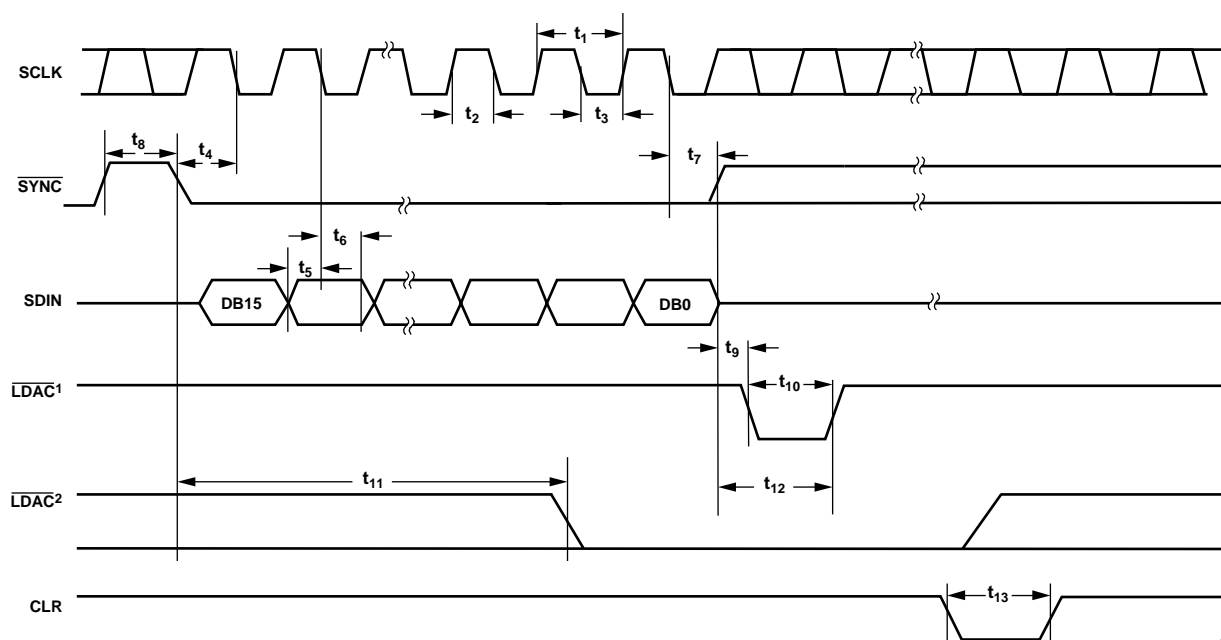 t1
SCLK
t2
t3
t8
t4
t7
SYNC
t6
t5
SDIN
DB15
DB0
t9
LDAC1
t10
t11
t12
LDAC2
t13
CLR